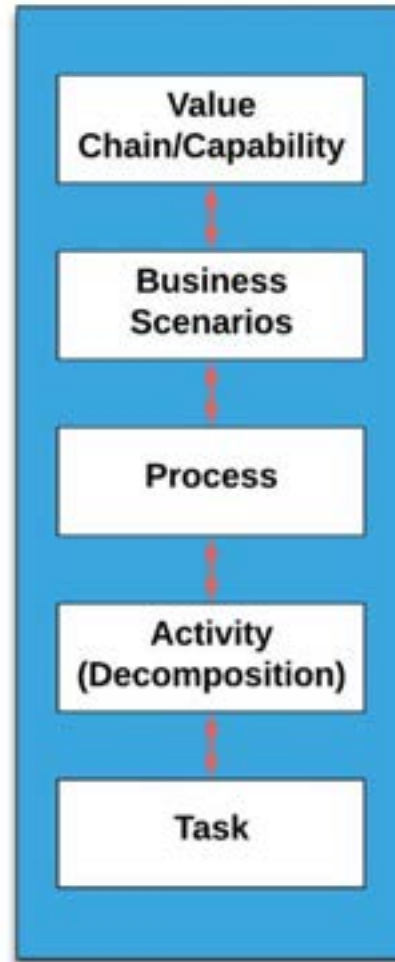 Value
Chain/Capability
Business
Scenarios
Process
Activity
(Decomposition)
Task